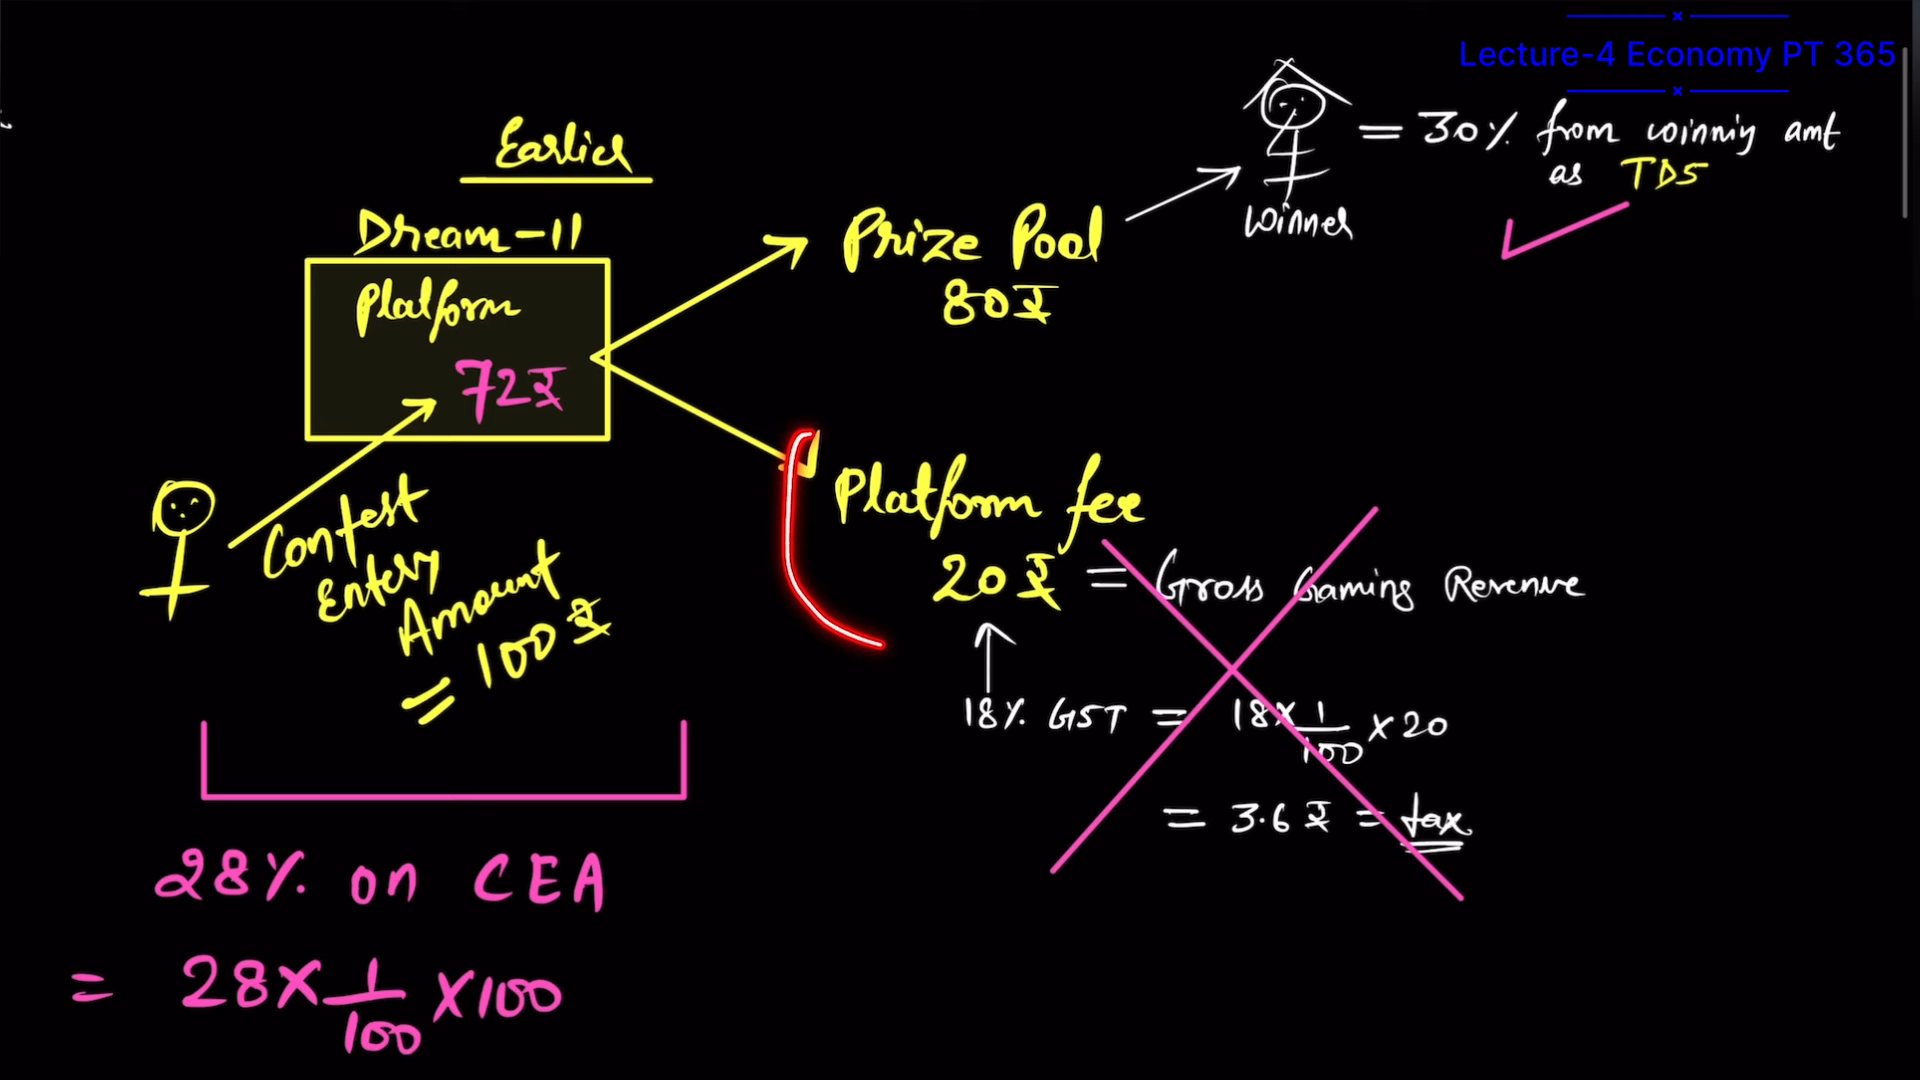 Lecture-4 Economy PT 365
= 30% from winning amt
as TDS
Winner
Earlier
Dream-11
Platform
72₹
Prize Pool
80₹
Contest
Entery
Amount
= 100₹
Platform fee
20₹ = Gross Gaming Revenue
18% GST = 18 × 1/100 × 20
= 3.6₹ = tax
28% on CEA
= 28 × 1/100 × 100